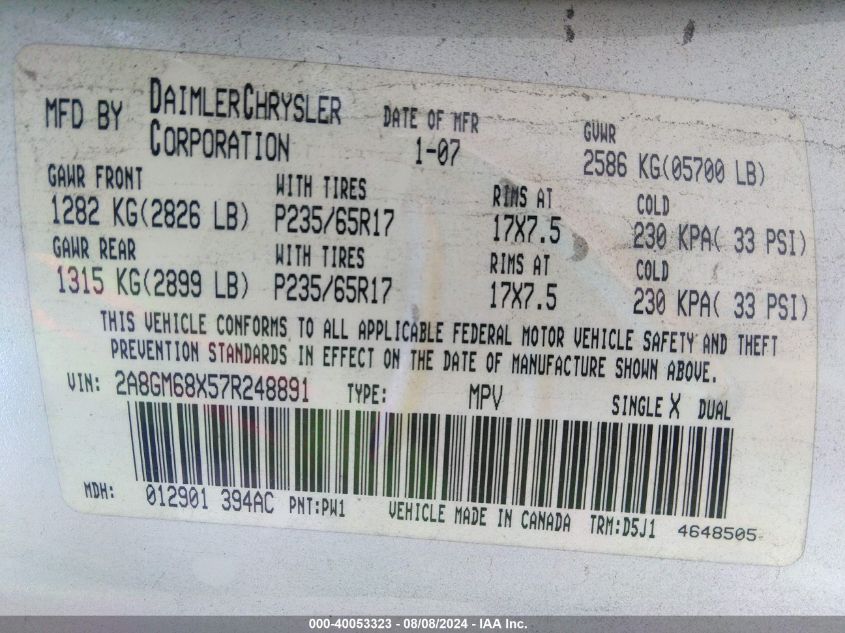 MFD BY DAIMLERCHRYSLER CORPORATION DATE OF MFR 1-07 GVWR 2586 KG(05700 LB)
GAWR FRONT WITH TIRES RIMS AT COLD
1282 KG(2826 LB) P235/65R17 17X7.5 230 KPA( 33 PSI)
GAWR REAR WITH TIRES RIMS AT COLD
1315 KG(2899 LB) P235/65R17 17X7.5 230 KPA( 33 PSI)
THIS VEHICLE CONFORMS TO ALL APPLICABLE FEDERAL MOTOR VEHICLE SAFETY AND THEFT
PREVENTION STANDARDS IN EFFECT ON THE DATE OF MANUFACTURE SHOWN ABOVE.
VIN: 2A8GM68X57R248891 TYPE: MPV SINGLE X DUAL
MDH: 012901 394AC PNT:PW1 VEHICLE MADE IN CANADA TRM:D5J1 4648505
000-40053323 - 08/08/2024 - IAA Inc.